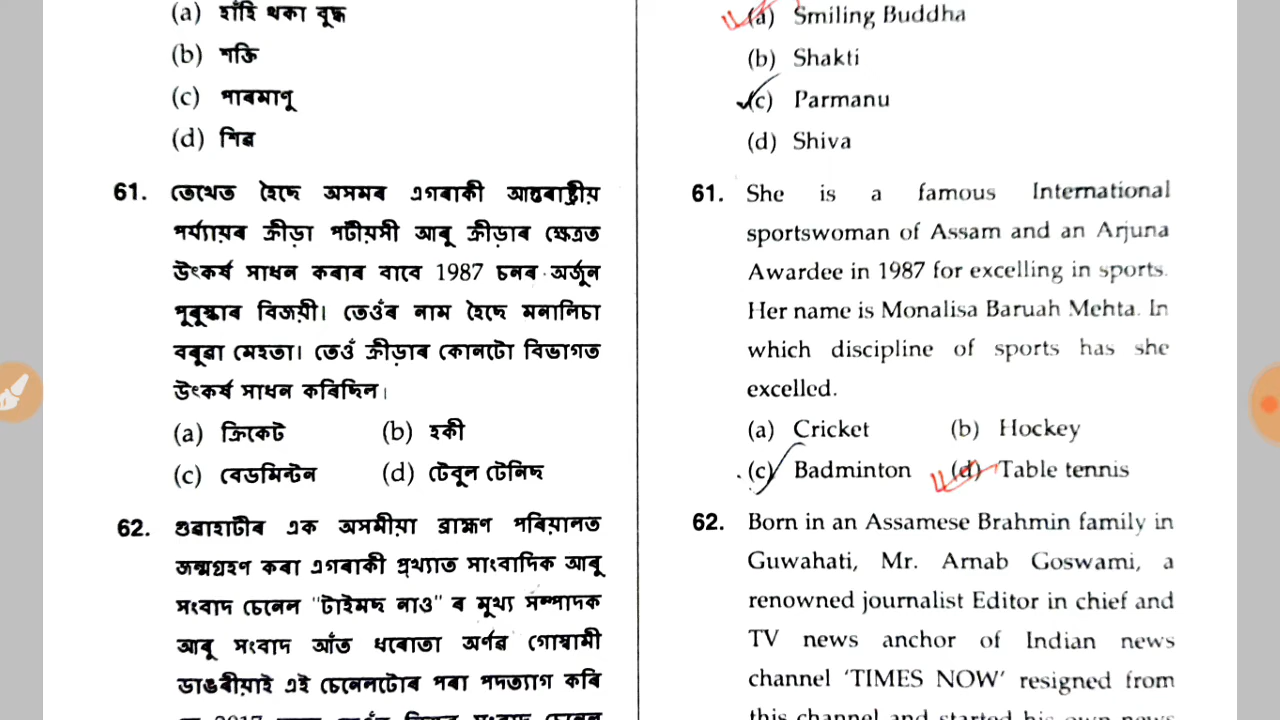 (a) হাঁহি থকা বুদ্ধ
(b) শক্তি
(c) পাৰমাণু
(d) শিৱ
61. তেখেত হৈছে অসমৰ এগৰাকী আন্তৰাষ্ট্ৰীয়
পৰ্য্যায়ৰ ক্ৰীড়া পটীয়সী আৰু ক্ৰীড়াৰ ক্ষেত্ৰত
উৎকৰ্ষ সাধন কৰাৰ বাবে 1987 চনৰ অৰ্জুন
পুৰুস্কাৰ বিজয়ী। তেওঁৰ নাম হৈছে মনালিচা
বৰুৱা মেহতা। তেওঁ ক্ৰীড়াৰ কোনটো বিভাগত
উৎকৰ্ষ সাধন কৰিছিল।
(a) ক্ৰিকেট (b) হকী
(c) বেডমিন্টন (d) টেবুল টেনিছ
62. গুৱাহাটীৰ এক অসমীয়া ব্ৰাহ্মণ পৰিয়ালত
জন্মগ্ৰহণ কৰা এগৰাকী প্ৰখ্যাত সাংবাদিক আৰু
সংবাদ চেনেল "টাইমছ নাও" ৰ মুখ্য সম্পাদক
আৰু সংবাদ আঁত ধৰোতা অৰ্ণৱ গোস্বামী
ডাঙৰীয়াই এই চেনেলটোৰ পৰা পদত্যাগ কৰি
(a) Smiling Buddha
(b) Shakti
(c) Parmanu
(d) Shiva
61. She is a famous International
sportswoman of Assam and an Arjuna
Awardee in 1987 for excelling in sports.
Her name is Monalisa Baruah Mehta. In
which discipline of sports has she
excelled.
(a) Cricket (b) Hockey
(c) Badminton (d) Table tennis
62. Born in an Assamese Brahmin family in
Guwahati, Mr. Arnab Goswami, a
renowned journalist Editor in chief and
TV news anchor of Indian news
channel 'TIMES NOW' resigned from
this channel and started his own news